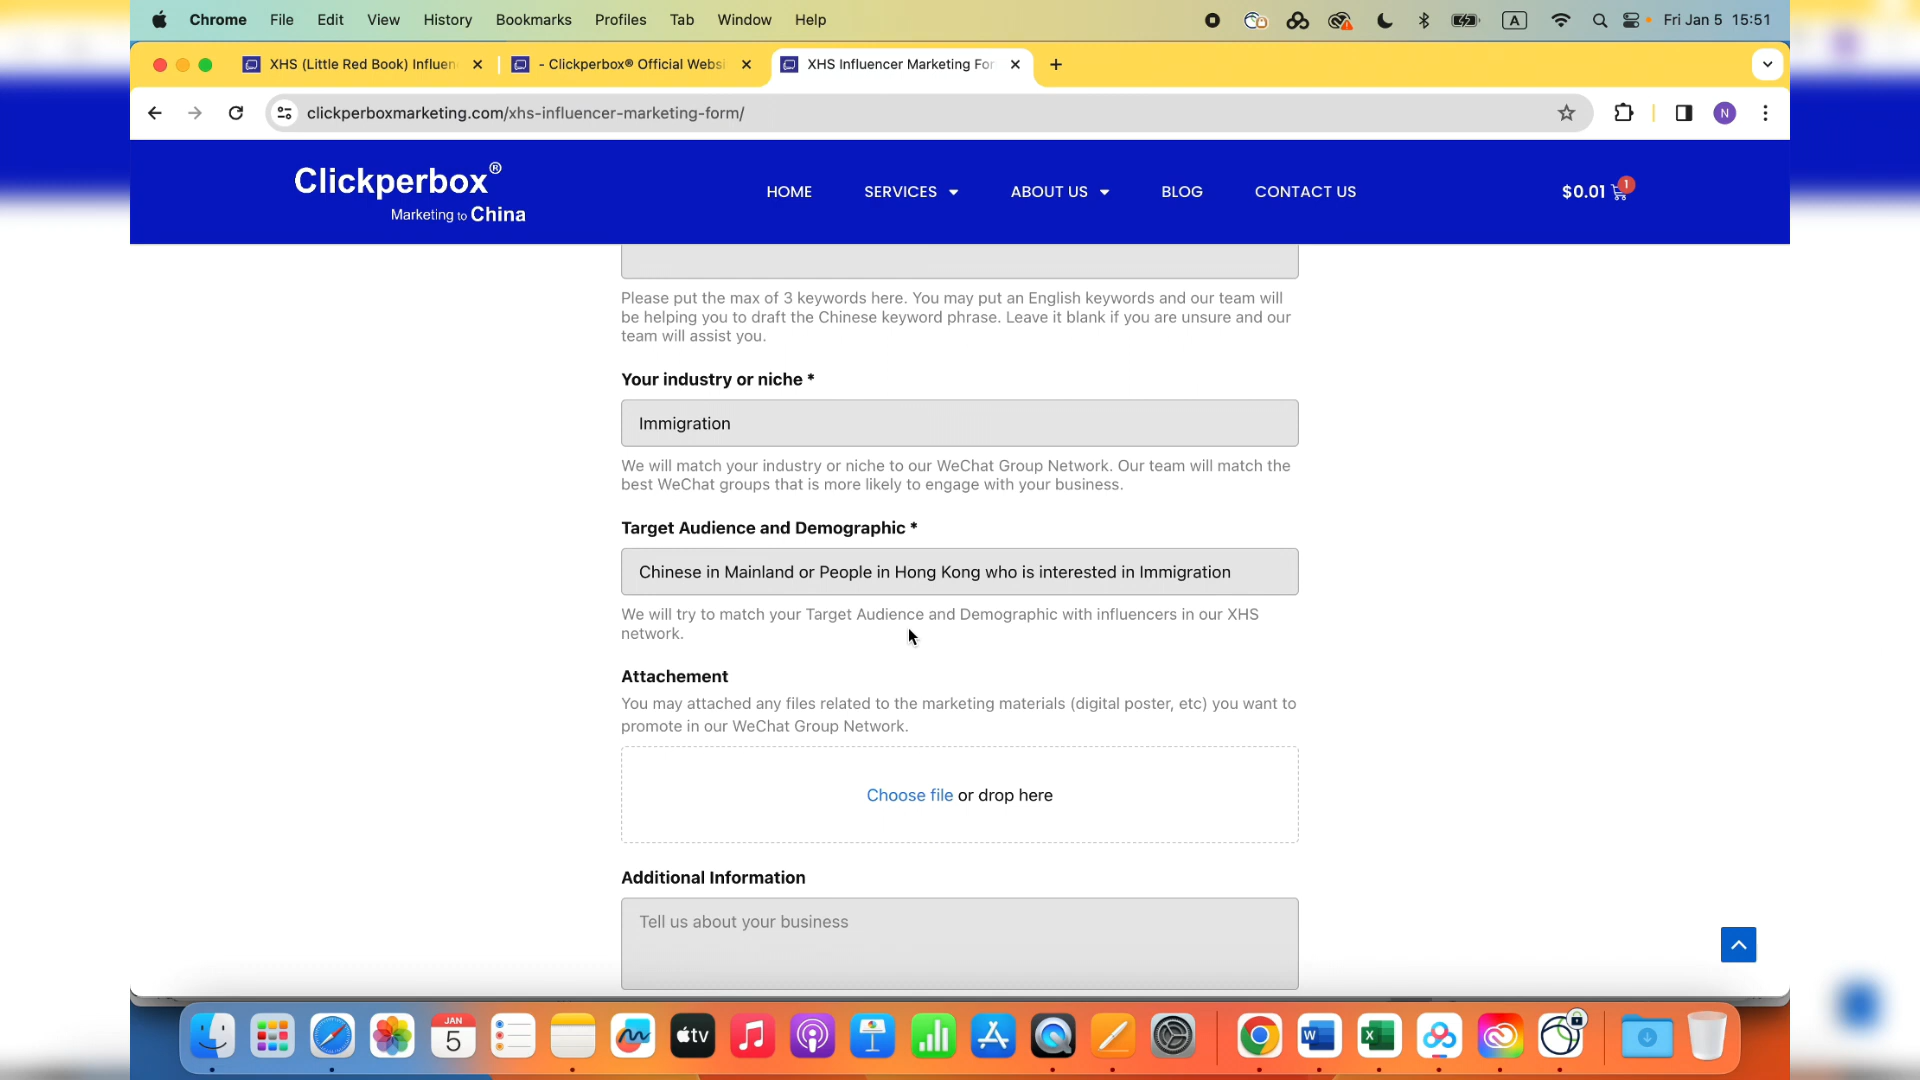 Chrome File Edit View History Bookmarks Profiles Tab Window Help A Fri Jan 5 15:51
XHS (Little Red Book) Influen - Clickperbox® Official Websi XHS Influencer Marketing For
clickperboxmarketing.com/xhs-influencer-marketing-form/ N
Clickperbox®
Marketing to China
HOME SERVICES ABOUT US BLOG CONTACT US $0.01 1
Please put the max of 3 keywords here. You may put an English keywords and our team will
be helping you to draft the Chinese keyword phrase. Leave it blank if you are unsure and our
team will assist you.
Your industry or niche *
Immigration
We will match your industry or niche to our WeChat Group Network. Our team will match the
best WeChat groups that is more likely to engage with your business.
Target Audience and Demographic *
Chinese in Mainland or People in Hong Kong who is interested in Immigration
We will try to match your Target Audience and Demographic with influencers in our XHS
network.
Attachement
You may attached any files related to the marketing materials (digital poster, etc) you want to
promote in our WeChat Group Network.
Choose file or drop here
Additional Information
Tell us about your business
JAN
5
tv
W
X